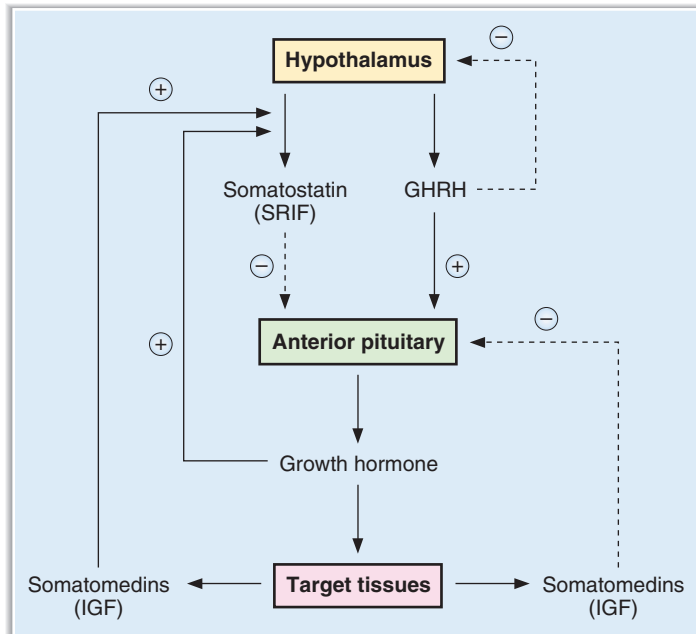 −
Hypothalamus
+
Somatostatin
(SRIF)
GHRH
−
+
−
Anterior pituitary
+
Growth hormone
Target tissues
Somatomedins
(IGF)
Somatomedins
(IGF)